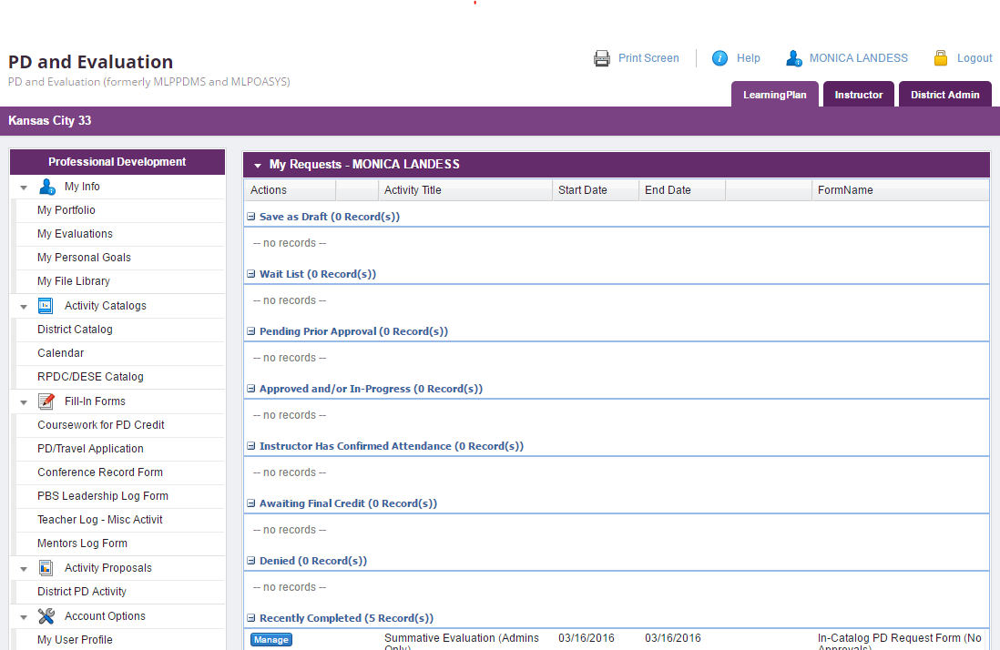 PD and Evaluation
PD and Evaluation (formerly MLPPDMS and MLPOASYS)
Print Screen
Help
MONICA LANDESS
Logout
LearningPlan
Instructor
District Admin
Kansas City 33
Professional Development
My Info
My Portfolio
My Evaluations
My Personal Goals
My File Library
Activity Catalogs
District Catalog
Calendar
RPDC/DESE Catalog
Fill-In Forms
Coursework for PD Credit
PD/Travel Application
Conference Record Form
PBS Leadership Log Form
Teacher Log - Misc Activit
Mentors Log Form
Activity Proposals
District PD Activity
Account Options
My User Profile
My Requests - MONICA LANDESS
Actions Activity Title Start Date End Date FormName
Save as Draft (0 Record(s))
-- no records --
Wait List (0 Record(s))
-- no records --
Pending Prior Approval (0 Record(s))
-- no records --
Approved and/or In-Progress (0 Record(s))
-- no records --
Instructor Has Confirmed Attendance (0 Record(s))
-- no records --
Awaiting Final Credit (0 Record(s))
-- no records --
Denied (0 Record(s))
-- no records --
Recently Completed (5 Record(s))
Manage Summative Evaluation (Admins 03/16/2016 03/16/2016 In-Catalog PD Request Form (No
Only) Approvals)